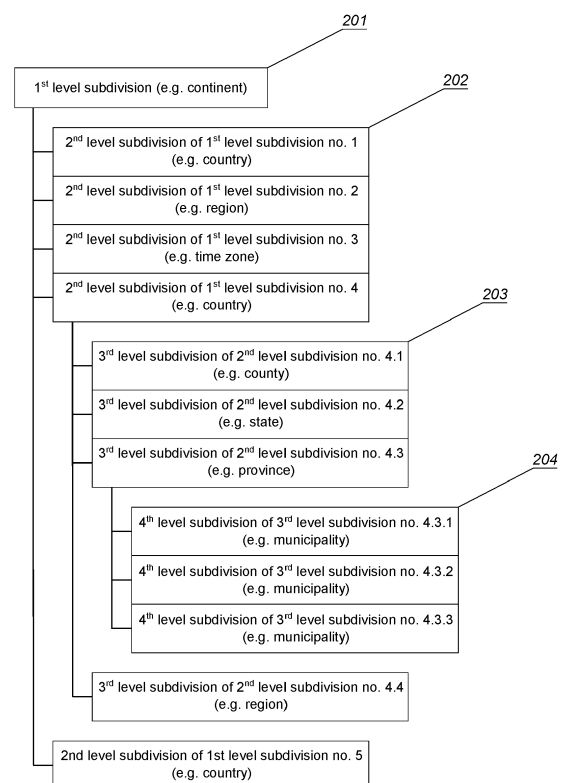 201
1st level subdivision (e.g. continent)
202
2nd level subdivision of 1st level subdivision no. 1
(e.g. country)
2nd level subdivision of 1st level subdivision no. 2
(e.g. region)
2nd level subdivision of 1st level subdivision no. 3
(e.g. time zone)
2nd level subdivision of 1st level subdivision no. 4
(e.g. country)
203
3rd level subdivision of 2nd level subdivision no. 4.1
(e.g. county)
3rd level subdivision of 2nd level subdivision no. 4.2
(e.g. state)
3rd level subdivision of 2nd level subdivision no. 4.3
(e.g. province)
204
4th level subdivision of 3rd level subdivision no. 4.3.1
(e.g. municipality)
4th level subdivision of 3rd level subdivision no. 4.3.2
(e.g. municipality)
4th level subdivision of 3rd level subdivision no. 4.3.3
(e.g. municipality)
3rd level subdivision of 2nd level subdivision no. 4.4
(e.g. region)
2nd level subdivision of 1st level subdivision no. 5
(e.g. country)